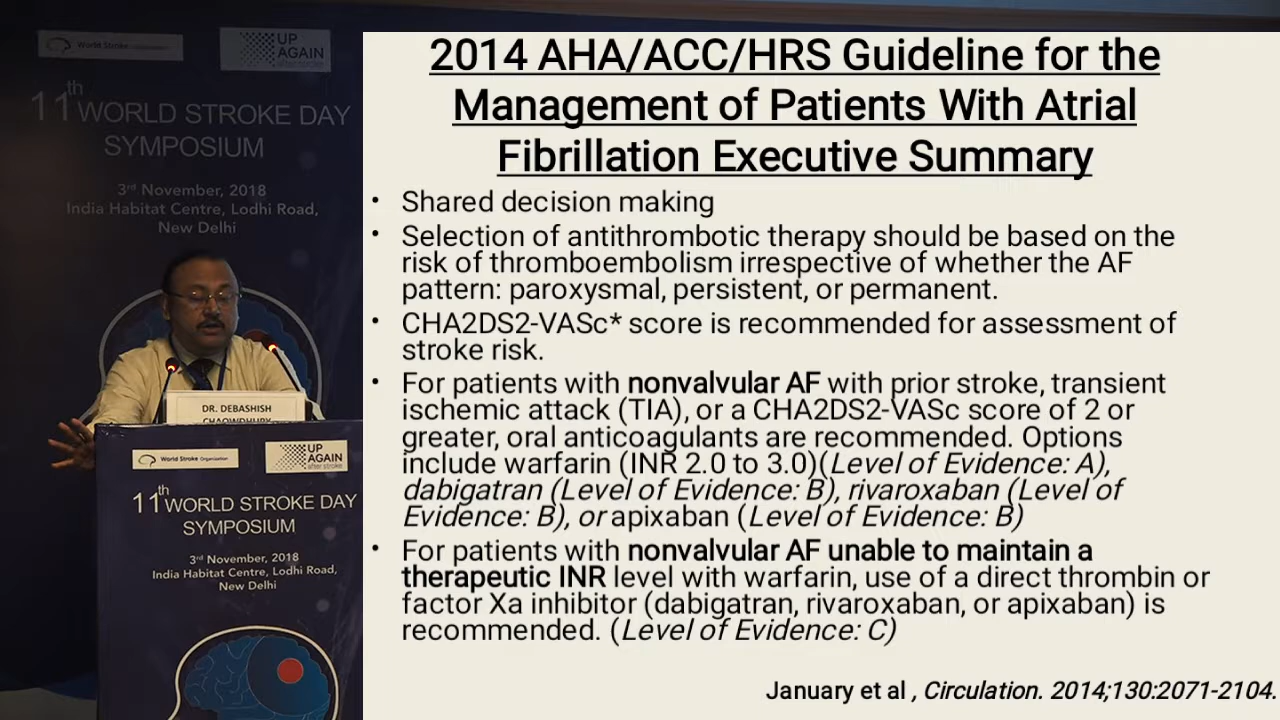 World Stroke Organization
UP
AGAIN
after stroke
11th WORLD STROKE DAY
SYMPOSIUM
3rd November, 2018
India Habitat Centre, Lodhi Road,
New Delhi
DR. DEBASHISH
CHAOWDHURY
World Stroke Organization
UP
AGAIN
after stroke
11th WORLD STROKE DAY
SYMPOSIUM
3rd November, 2018
India Habitat Centre, Lodhi Road,
New Delhi
2014 AHA/ACC/HRS Guideline for the
Management of Patients With Atrial
Fibrillation Executive Summary
• Shared decision making
• Selection of antithrombotic therapy should be based on the
risk of thromboembolism irrespective of whether the AF
pattern: paroxysmal, persistent, or permanent.
• CHA2DS2-VASc* score is recommended for assessment of
stroke risk.
• For patients with nonvalvular AF with prior stroke, transient
ischemic attack (TIA), or a CHA2DS2-VASc score of 2 or
greater, oral anticoagulants are recommended. Options
include warfarin (INR 2.0 to 3.0)(Level of Evidence: A),
dabigatran (Level of Evidence: B), rivaroxaban (Level of
Evidence: B), or apixaban (Level of Evidence: B)
• For patients with nonvalvular AF unable to maintain a
therapeutic INR level with warfarin, use of a direct thrombin or
factor Xa inhibitor (dabigatran, rivaroxaban, or apixaban) is
recommended. (Level of Evidence: C)
January et al , Circulation. 2014;130:2071-2104.